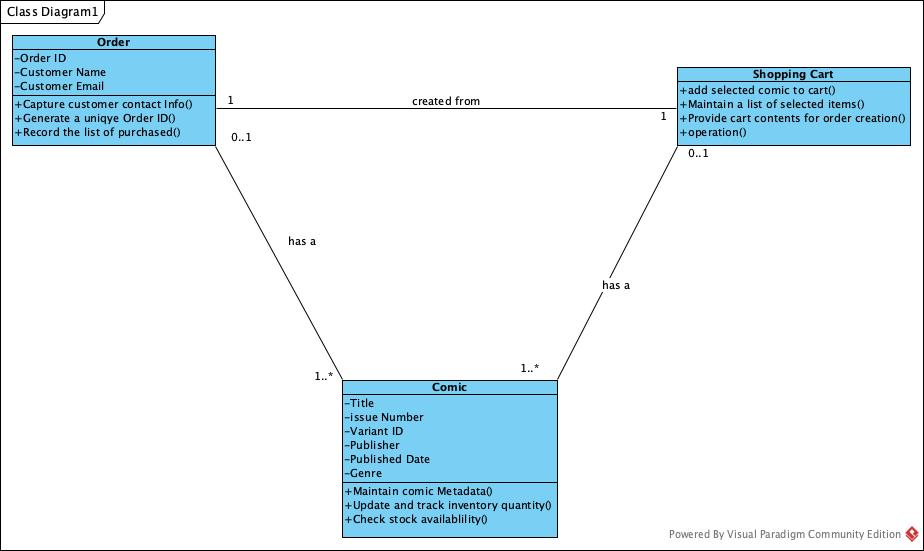 Class Diagram1
Order
-Order ID
-Customer Name
-Customer Email
+Capture customer contact Info()
+Generate a uniqye Order ID()
+Record the list of purchased()
Shopping Cart
+add selected comic to cart()
+Maintain a list of selected items()
+Provide cart contents for order creation()
+operation()
1
created from
1
0..1
0..1
has a
has a
1..*
1..*
Comic
-Title
-issue Number
-Variant ID
-Publisher
-Published Date
-Genre
+Maintain comic Metadata()
+Update and track inventory quantity()
+Check stock availablility()
Powered By Visual Paradigm Community Edition